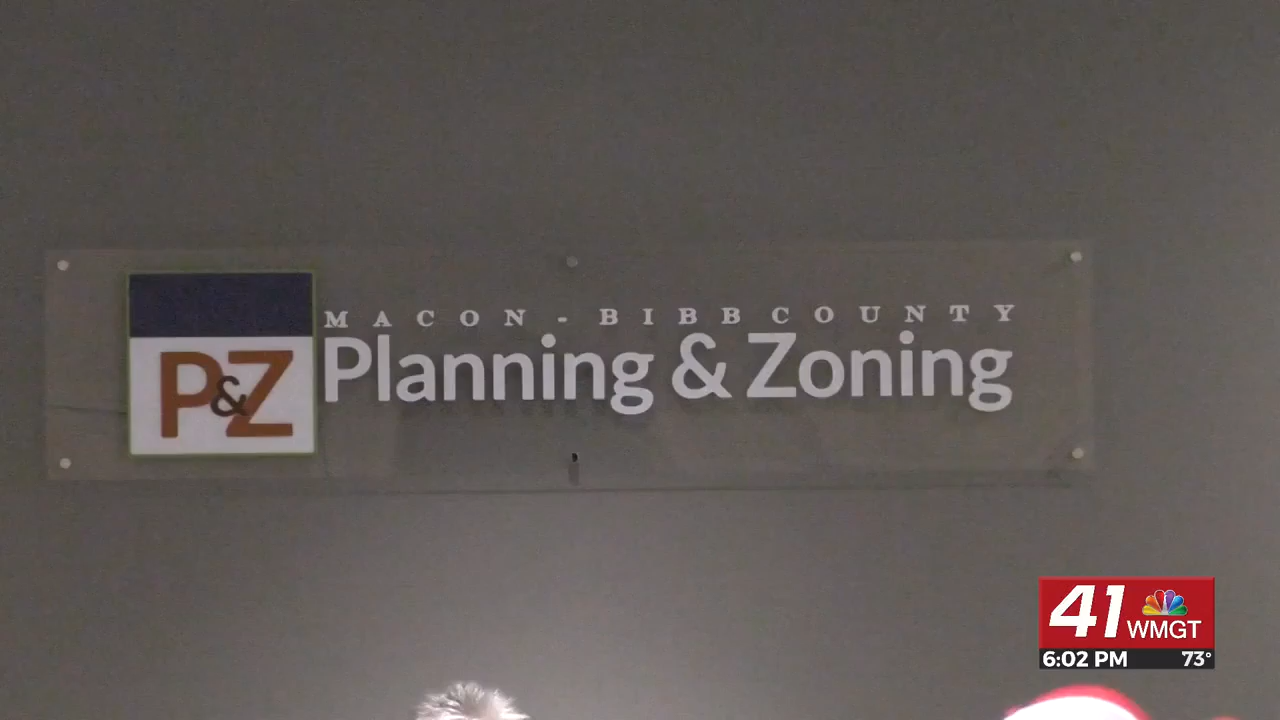 MACON-BIBB COUNTY
P&Z
Planning & Zoning
41
WMGT
6:02 PM 73°